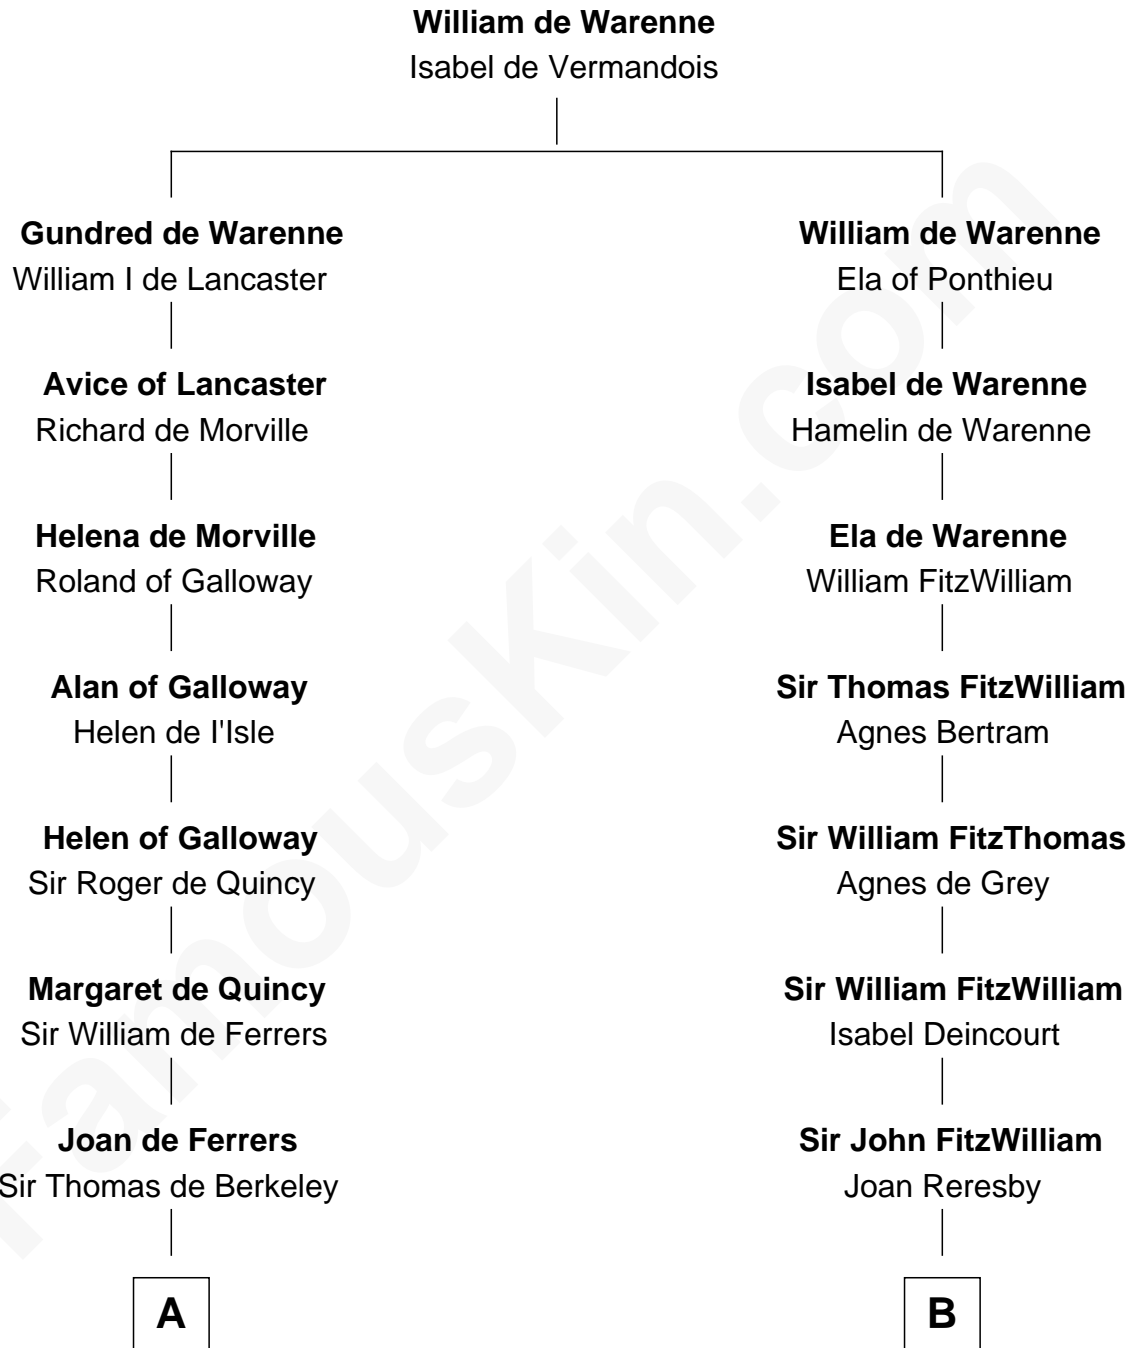 William de Warenne
Isabel de Vermandois
Gundred de Warenne
William I de Lancaster
William de Warenne
Ela of Ponthieu
Avice of Lancaster
Richard de Morville
Isabel de Warenne
Hamelin de Warenne
Helena de Morville
Roland of Galloway
Ela de Warenne
William FitzWilliam
Alan of Galloway
Helen de l'Isle
Sir Thomas FitzWilliam
Agnes Bertram
Helen of Galloway
Sir Roger de Quincy
Sir William FitzThomas
Agnes de Grey
Margaret de Quincy
Sir William de Ferrers
Sir William FitzWilliam
Isabel Deincourt
Joan de Ferrers
Sir Thomas de Berkeley
Sir John FitzWilliam
Joan Reresby
A
B
FamousKin.com